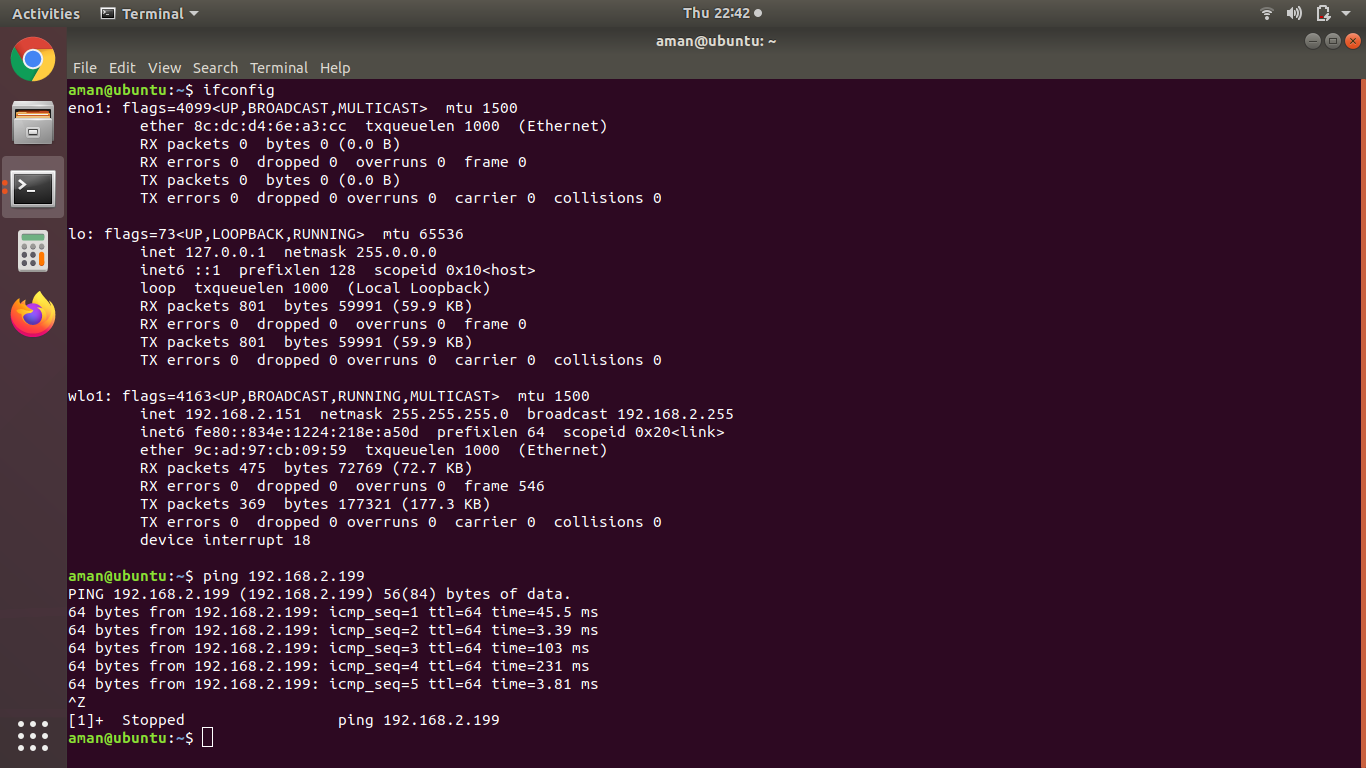 Activities Terminal Thu 22:42
aman@ubuntu: ~
File Edit View Search Terminal Help
aman@ubuntu:~$ ifconfig
eno1: flags=4099<UP,BROADCAST,MULTICAST>  mtu 1500
        ether 8c:dc:d4:6e:a3:cc  txqueuelen 1000  (Ethernet)
        RX packets 0  bytes 0 (0.0 B)
        RX errors 0  dropped 0  overruns 0  frame 0
        TX packets 0  bytes 0 (0.0 B)
        TX errors 0  dropped 0 overruns 0  carrier 0  collisions 0

lo: flags=73<UP,LOOPBACK,RUNNING>  mtu 65536
        inet 127.0.0.1  netmask 255.0.0.0
        inet6 ::1  prefixlen 128  scopeid 0x10<host>
        loop  txqueuelen 1000  (Local Loopback)
        RX packets 801  bytes 59991 (59.9 KB)
        RX errors 0  dropped 0  overruns 0  frame 0
        TX packets 801  bytes 59991 (59.9 KB)
        TX errors 0  dropped 0 overruns 0  carrier 0  collisions 0

wlo1: flags=4163<UP,BROADCAST,RUNNING,MULTICAST>  mtu 1500
        inet 192.168.2.151  netmask 255.255.255.0  broadcast 192.168.2.255
        inet6 fe80::834e:1224:218e:a50d  prefixlen 64  scopeid 0x20<link>
        ether 9c:ad:97:cb:09:59  txqueuelen 1000  (Ethernet)
        RX packets 475  bytes 72769 (72.7 KB)
        RX errors 0  dropped 0  overruns 0  frame 546
        TX packets 369  bytes 177321 (177.3 KB)
        TX errors 0  dropped 0 overruns 0  carrier 0  collisions 0
        device interrupt 18

aman@ubuntu:~$ ping 192.168.2.199
PING 192.168.2.199 (192.168.2.199) 56(84) bytes of data.
64 bytes from 192.168.2.199: icmp_seq=1 ttl=64 time=45.5 ms
64 bytes from 192.168.2.199: icmp_seq=2 ttl=64 time=3.39 ms
64 bytes from 192.168.2.199: icmp_seq=3 ttl=64 time=103 ms
64 bytes from 192.168.2.199: icmp_seq=4 ttl=64 time=231 ms
64 bytes from 192.168.2.199: icmp_seq=5 ttl=64 time=3.81 ms
^Z
[1]+  Stopped                 ping 192.168.2.199
aman@ubuntu:~$